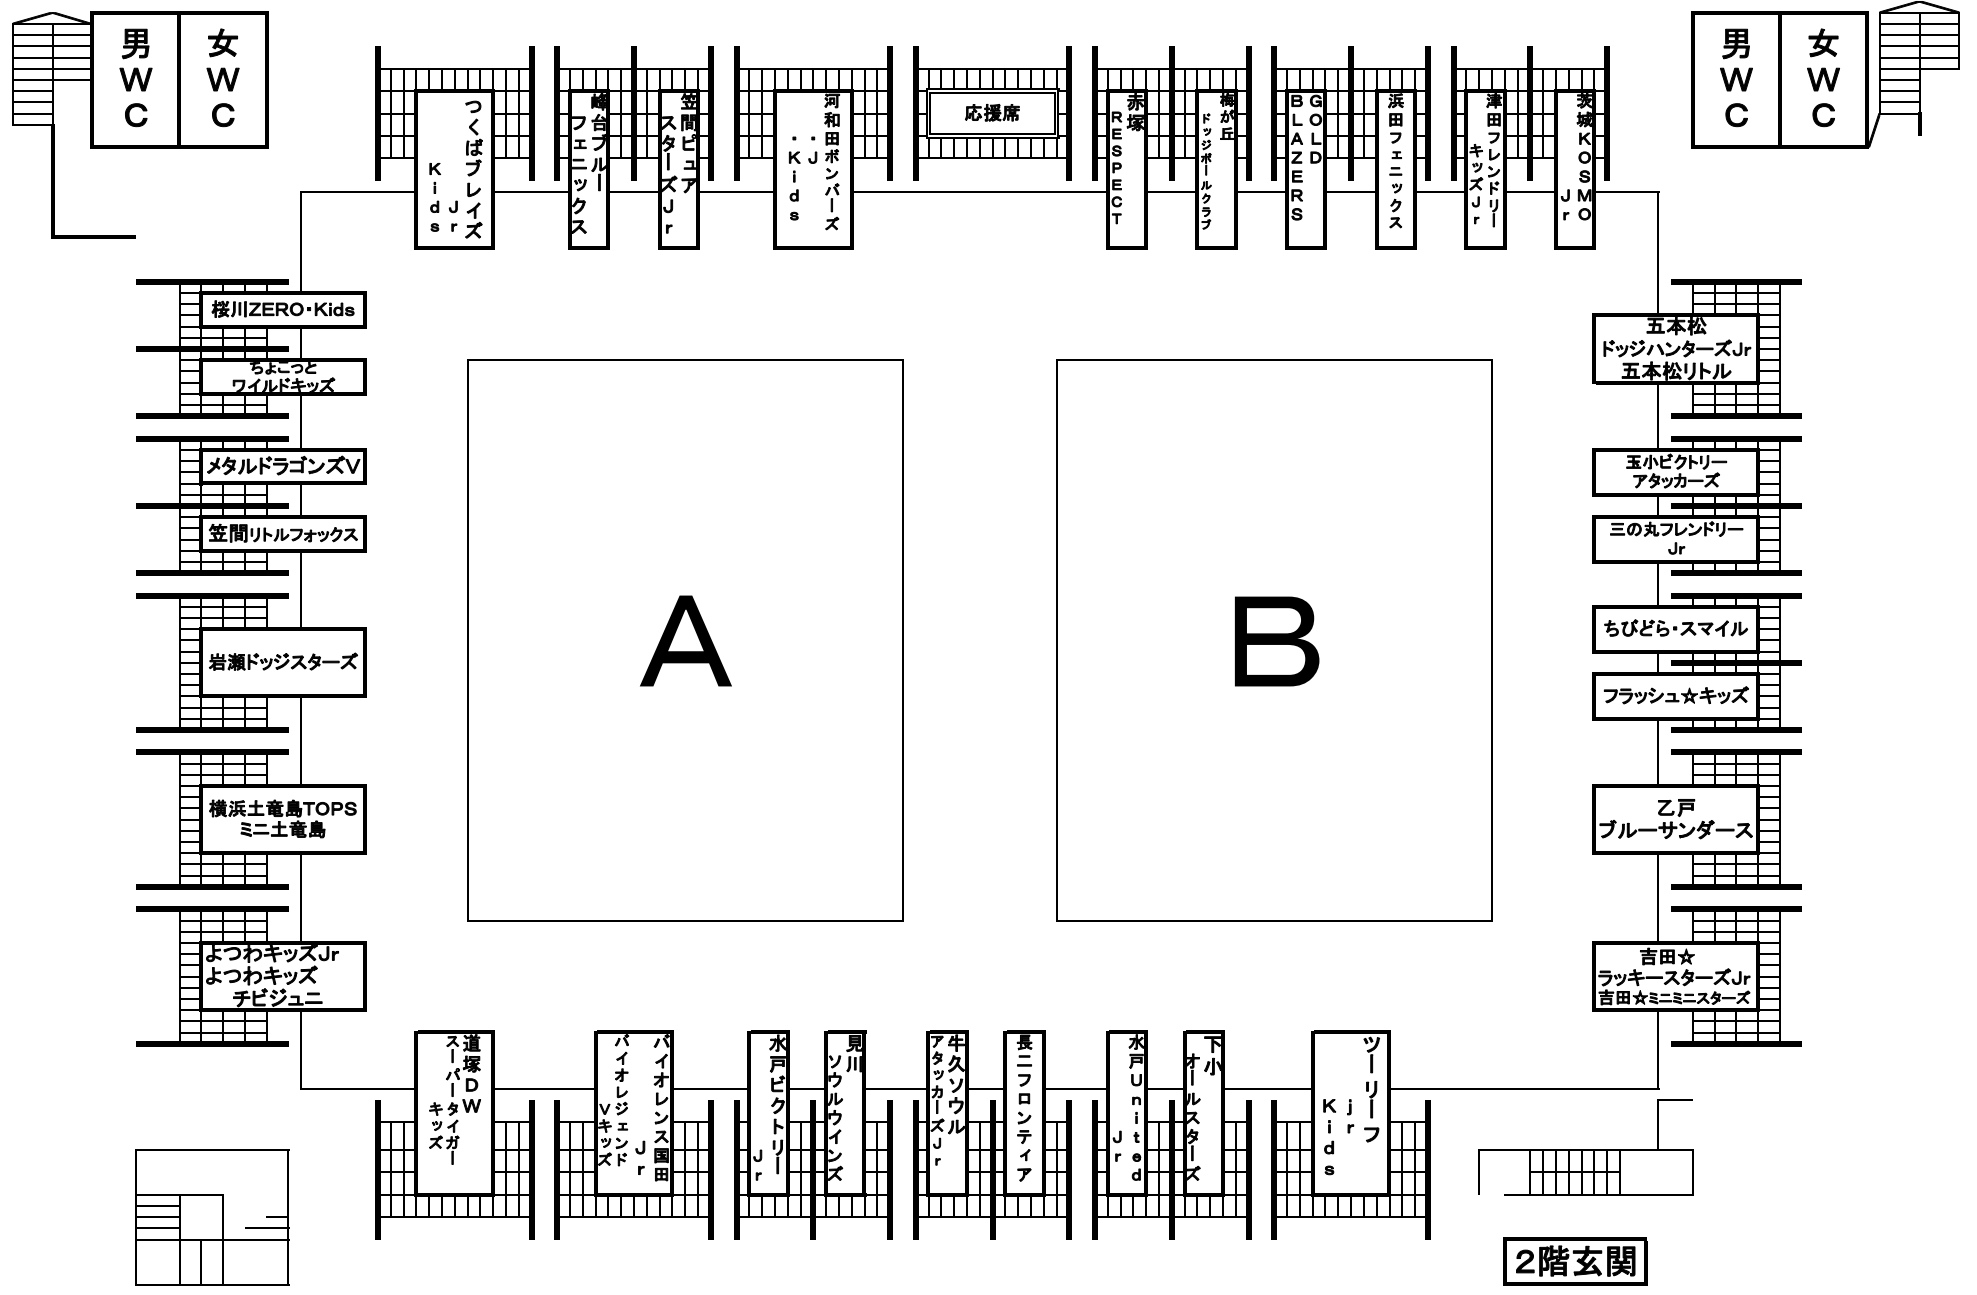 男WC
女WC
男WC
女WC
つくばブレイズ
Jr
Kids
峰台ブルー
フェニックス
笠間ピュア
スターズJr
河和田ボンバーズ
・J
・Kids
応援席
赤塚
RESPECT
梅が丘
ドッジボールクラブ
GOLD
BLAZERS
浜田フェニックス
津田フレンドリー
キッズJr
茨城KOSMO
Jr
桜川ZERO・Kids
ちょこっと
ワイルドキッズ
メタルドラゴンズV
笠間リトルフォックス
岩瀬ドッジスターズ
横浜土竜島TOPS
ミニ土竜島
よつわキッズJr
よつわキッズ
チビジュニ
A
B
五本松
ドッジハンターズJr
五本松リトル
玉小ビクトリー
アタッカーズ
三の丸フレンドリー
Jr
ちびどら・スマイル
フラッシュ☆キッズ
乙戸
ブルーサンダース
吉田☆
ラッキースターズJr
吉田☆ミニミニスターズ
道塚DW
スーパータイガー
キッズ
バイオレンス国田
Jr
バイオレジェンド
Vキッズ
水戸ビクトリー
Jr
見川
ソウルウインズ
牛久ソウル
アタッカーズJr
長ニフロンティア
水戸United
Jr
下小
オールスターズ
ツーリーフ
jr
Kids
2階玄関